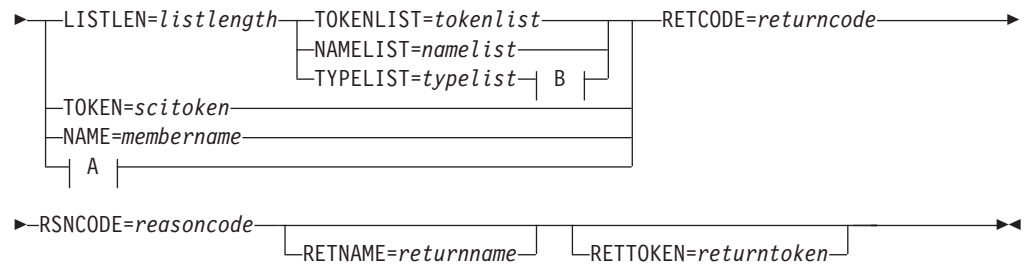 LISTLEN=listlength TOKENLIST=tokenlist RETCODE=returncode
NAMELIST=namelist
TYPELIST=typelist B
TOKEN=scitoken
NAME=membername
A
RSNCODE=reasoncode
RETNAME=returnname RETTOKEN=returntoken